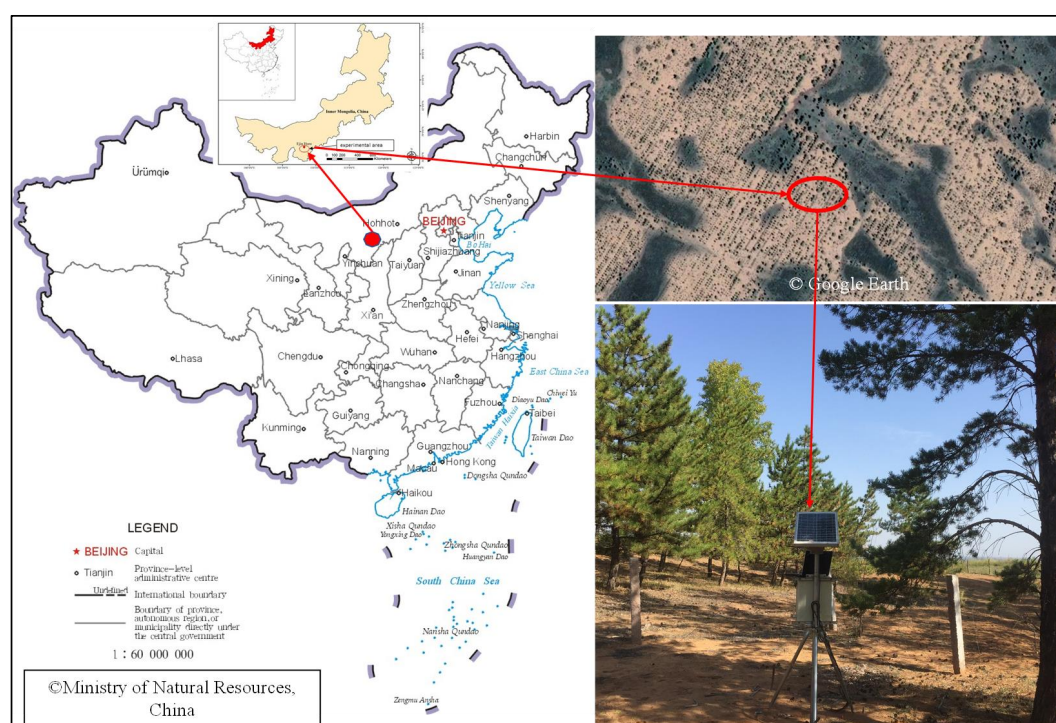 Inner Mongolia, China
experimental area
Harbin
Changchun
Ürümqi
Shenyang
Hohhot
BEIJING
Tianjin
Bo Hai
Yinchuan
Taiyuan
Shijiazhuang
Jinan
Xining
Lanzhou
Yellow Sea
Zhengzhou
Xi'an
Nanjing
Shanghai
Hefei
Lhasa
Chengdu
Wuhan
Hangzhou
Chongqing
East China Sea
Changsha
Nanchang
Guiyang
Fuzhou
Diaoyu Dao
Chiwei Yu
Taibei
Kunming
Taiwan Haixia
Taiwan Dao
Nanning
Guangzhou
Macau
Hong Kong
Dongsha Qundao
Haikou
Hainan Dao
Xisha Qundao
Yongxing Dao
Zhongsha Qundao
Huangyan Dao
South China Sea
Nansha Qundao
Zengmu Ansha
LEGEND
BEIJING Capital
Tianjin Province-level
administrative centre
Undefined International boundary
Boundary of province,
autonomous region,or
municipality directly under
the central government
1:60 000 000
©Ministry of Natural Resources,
China
© Google Earth